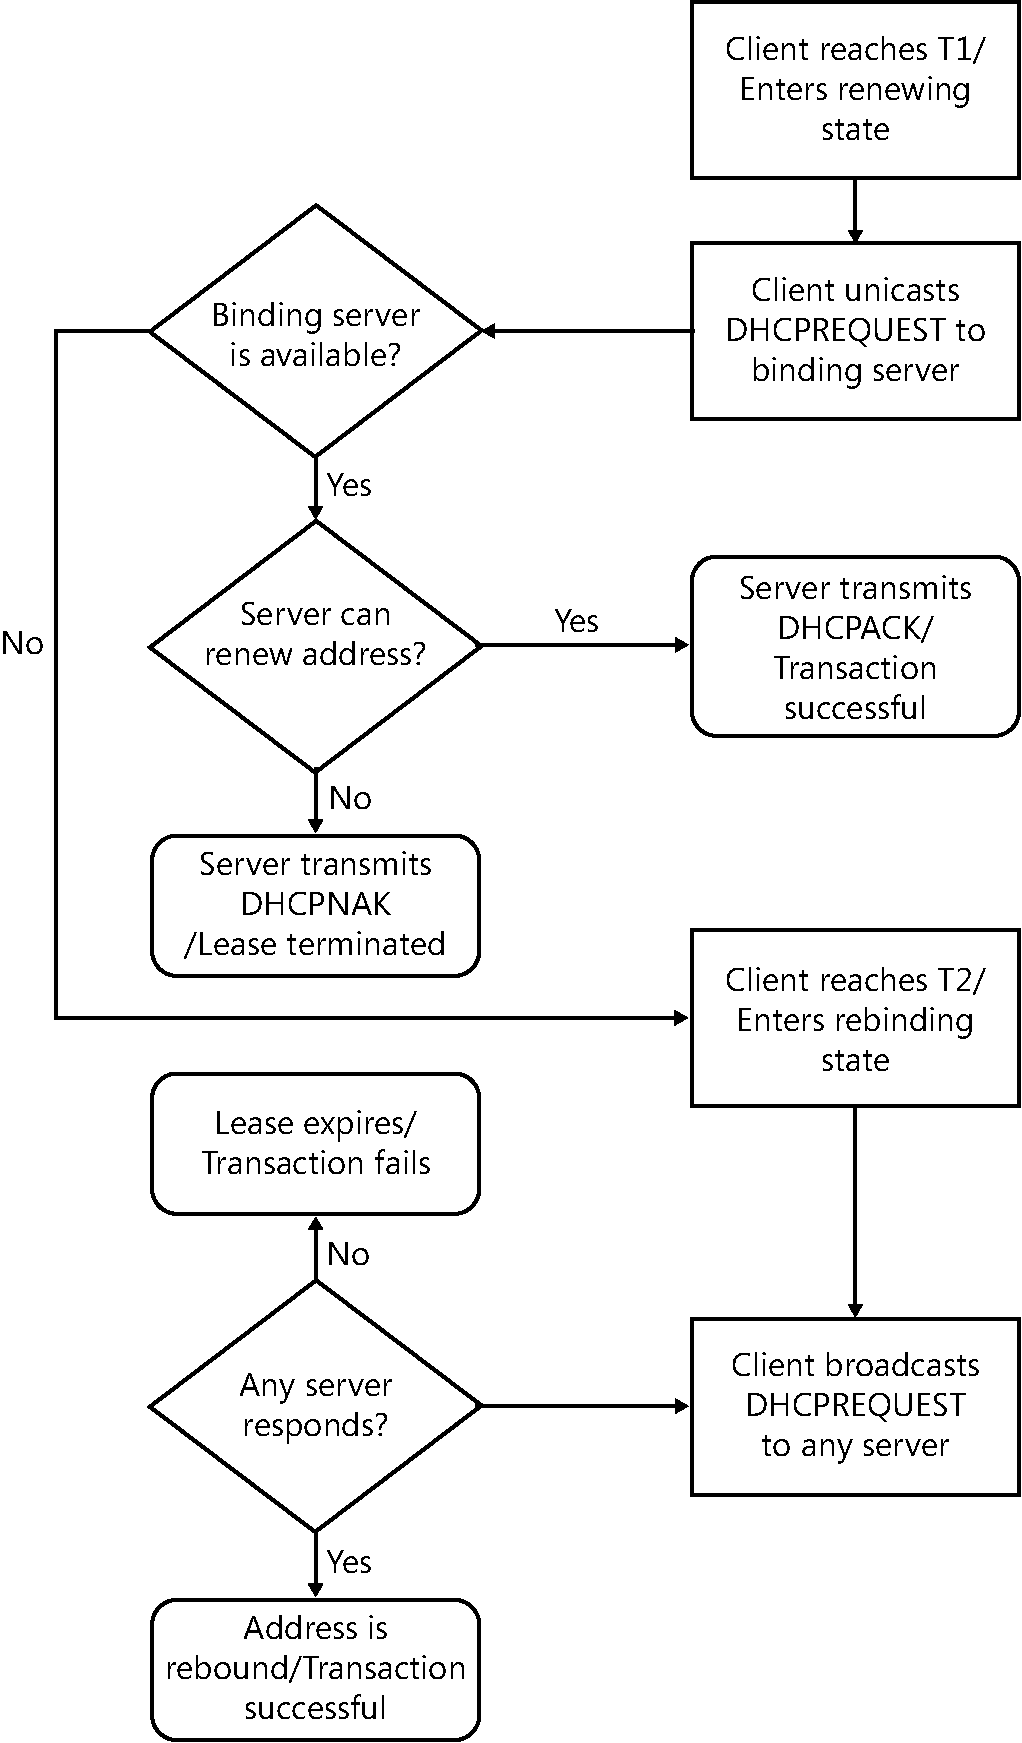 Client reaches T1/
Enters renewing
state
Client unicasts
DHCPREQUEST to
binding server
Binding server
is available?
Yes
No
Server can
renew address?
Yes
Server transmits
DHCPACK/
Transaction
successful
No
Server transmits
DHCPNAK
/Lease terminated
Client reaches T2/
Enters rebinding
state
Lease expires/
Transaction fails
No
Any server
responds?
Client broadcasts
DHCPREQUEST
to any server
Yes
Address is
rebound/Transaction
successful